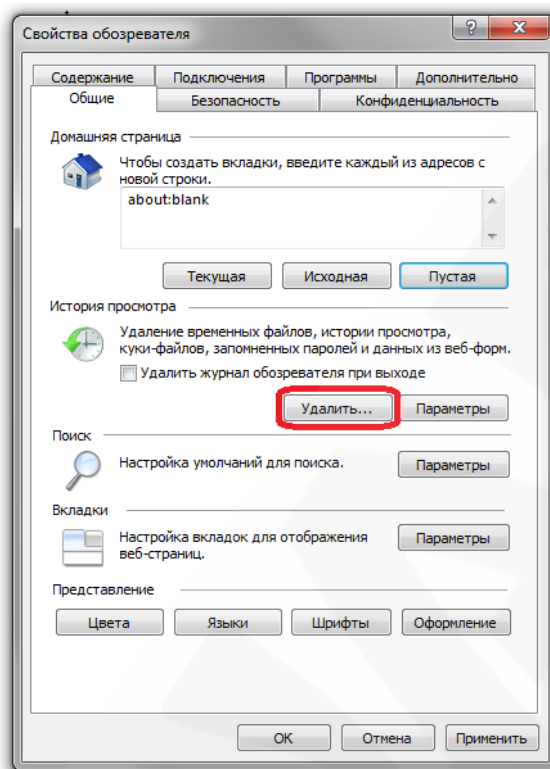 Свойства обозревателя
Содержание Подключения Программы Дополнительно
Общие Безопасность Конфиденциальность
Домашняя страница
Чтобы создать вкладки, введите каждый из адресов с
новой строки.
about:blank
Текущая Исходная Пустая
История просмотра
Удаление временных файлов, истории просмотра,
куки-файлов, запомненных паролей и данных из веб-форм.
Удалить журнал обозревателя при выходе
Удалить... Параметры
Поиск
Настройка умолчаний для поиска. Параметры
Вкладки
Настройка вкладок для отображения Параметры
веб-страниц.
Представление
Цвета Языки Шрифты Оформление
ОК Отмена Применить